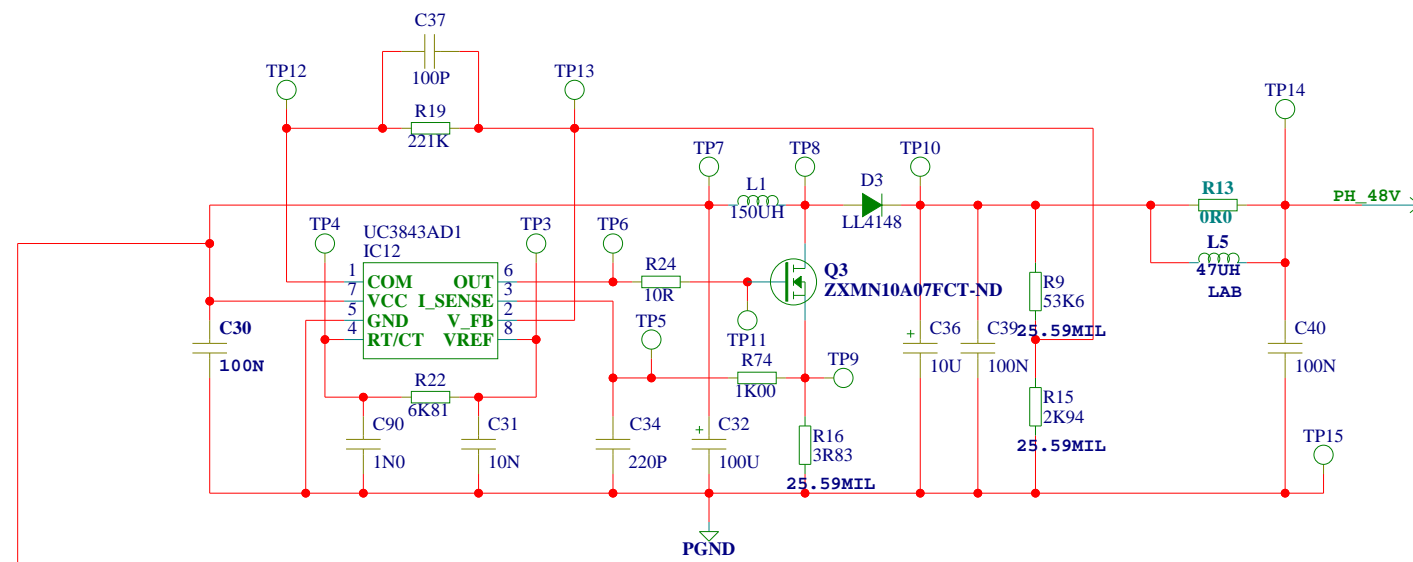 C37
100P
TP12
TP13
R19
221K
TP14
TP7
TP8
TP10
L1
150UH
D3
LL4148
R13
0R0
PH_48V
L5
47UH
LAB
TP4
UC3843AD1
IC12
TP3
TP6
1 COM OUT 6
7 VCC I_SENSE 3
5 GND V_FB 2
4 RT/CT VREF 8
R24
10R
Q3
ZXMN10A07FCT-ND
TP11
TP5
R9
53K6
25.59MIL
C30
100N
C36
10U
C39
100N
C40
100N
R74
1K00
TP9
R22
6K81
R15
2K94
25.59MIL
C90
1N0
C31
10N
C34
220P
+
C32
100U
R16
3R83
25.59MIL
+
TP15
PGND